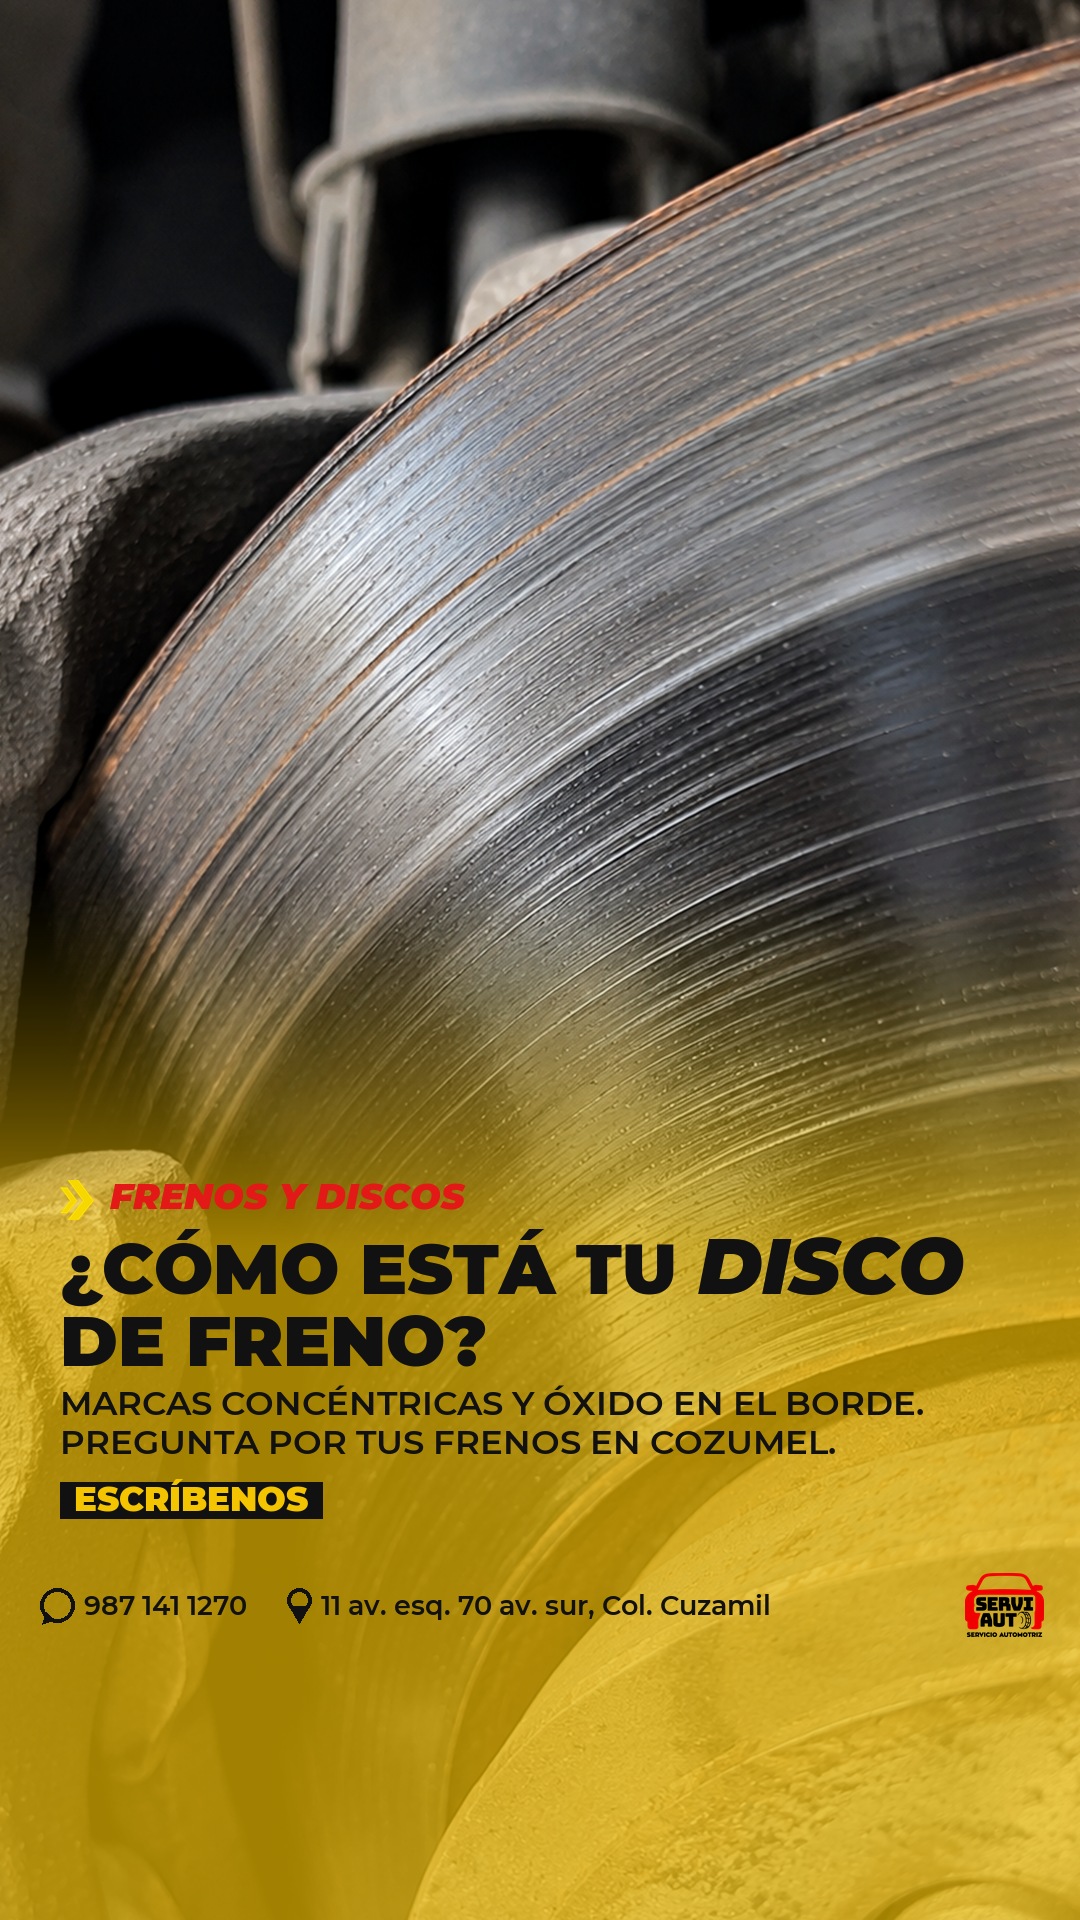 FRENOS Y DISCOS
¿CÓMO ESTÁ TU DISCO
DE FRENO?
MARCAS CONCÉNTRICAS Y ÓXIDO EN EL BORDE.
PREGUNTA POR TUS FRENOS EN COZUMEL.
ESCRÍBENOS
987 141 1270 11 av. esq. 70 av. sur, Col. Cuzamil
SERVI
AUTO
SERVICIO AUTOMOTRIZ